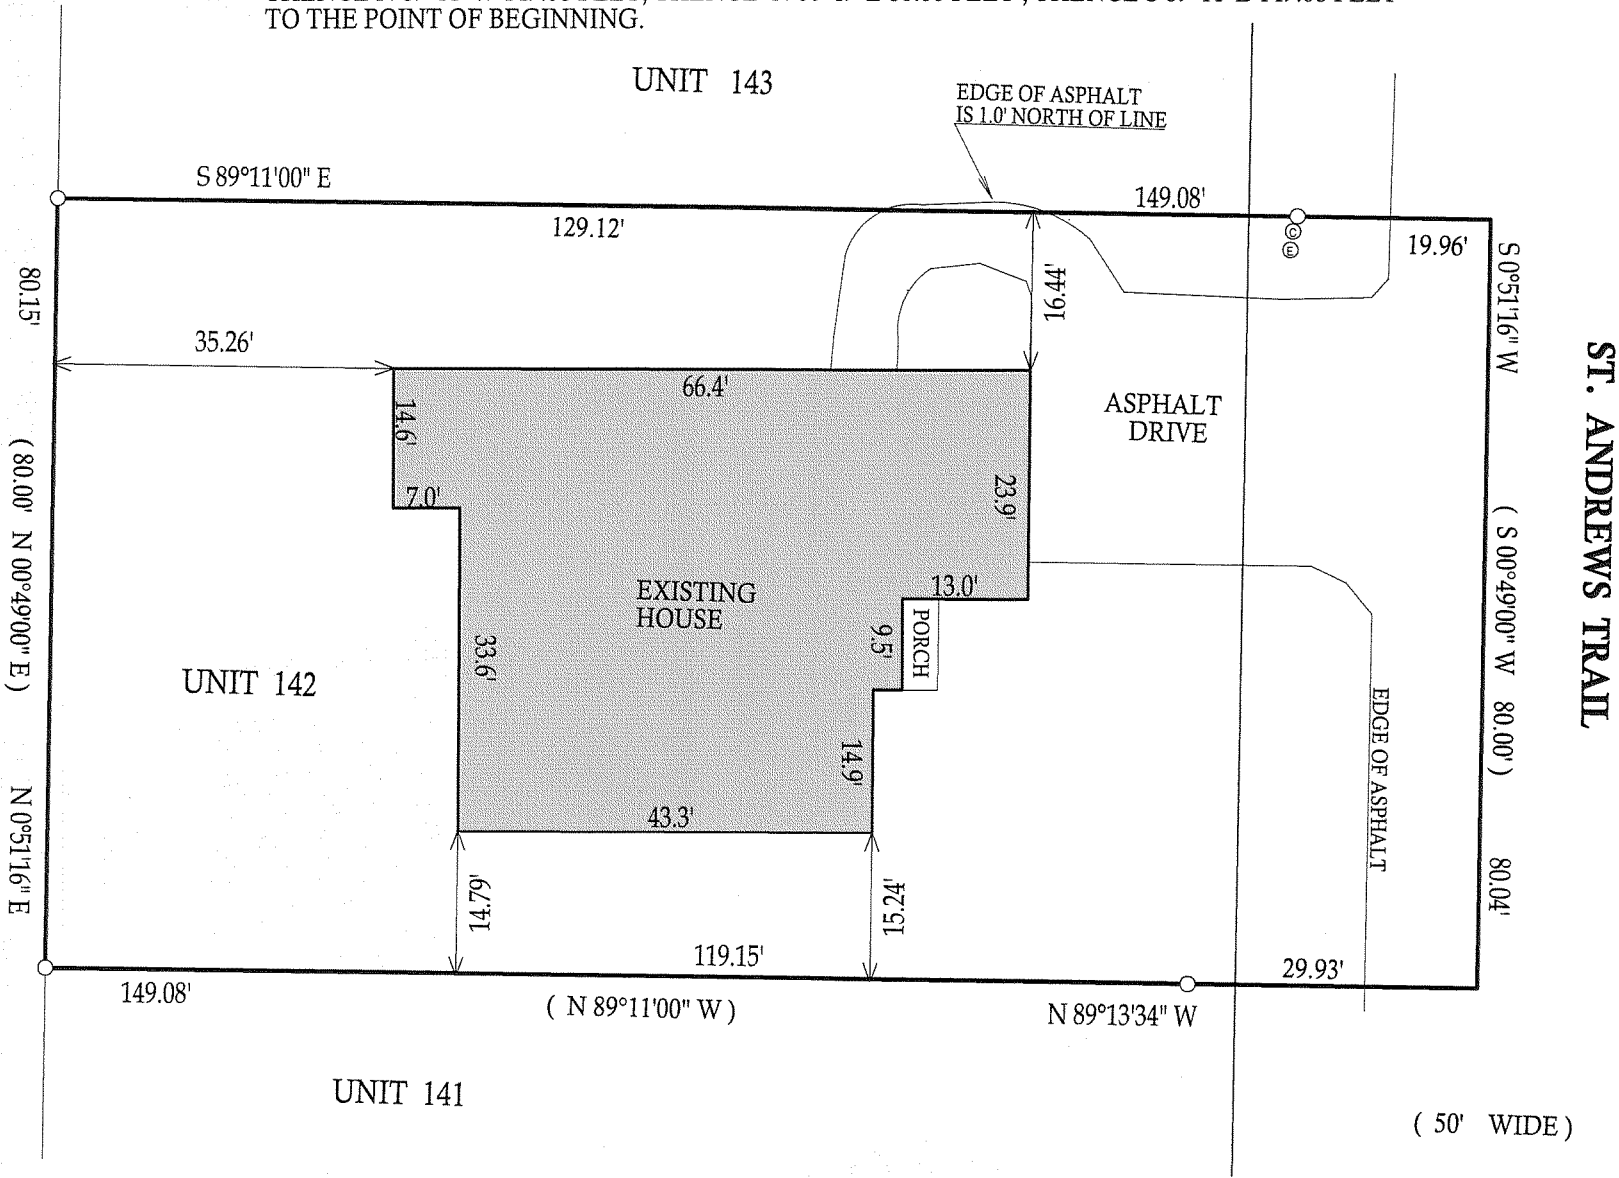 TO THE POINT OF BEGINNING.
UNIT 143
EDGE OF ASPHALT
IS 1.0' NORTH OF LINE
S 89°11'00" E
149.08'
129.12'
19.96'
C
E
80.15'
( 80.00' N 00°49'00" E )
N 0°51'16" E
35.26'
16.44'
S 0°51'16" W
( S 00°49'00" W 80.00' )
80.04'
ST. ANDREWS TRAIL
66.4'
14.6'
7.0'
ASPHALT
DRIVE
23.9'
13.0'
EXISTING
HOUSE
PORCH
9.5'
33.6'
UNIT 142
14.9'
EDGE OF ASPHALT
43.3'
14.79'
15.24'
119.15'
29.93'
149.08'
( N 89°11'00" W )
N 89°13'34" W
UNIT 141
( 50' WIDE )